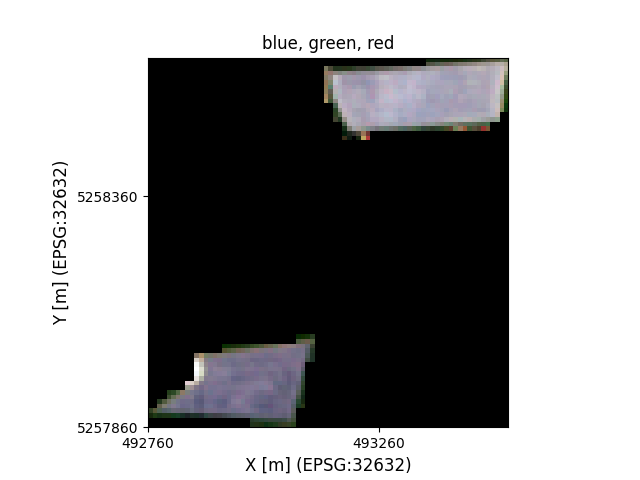 blue, green, red
Y [m] (EPSG:32632)
5258360
5257860
492760
493260
X [m] (EPSG:32632)